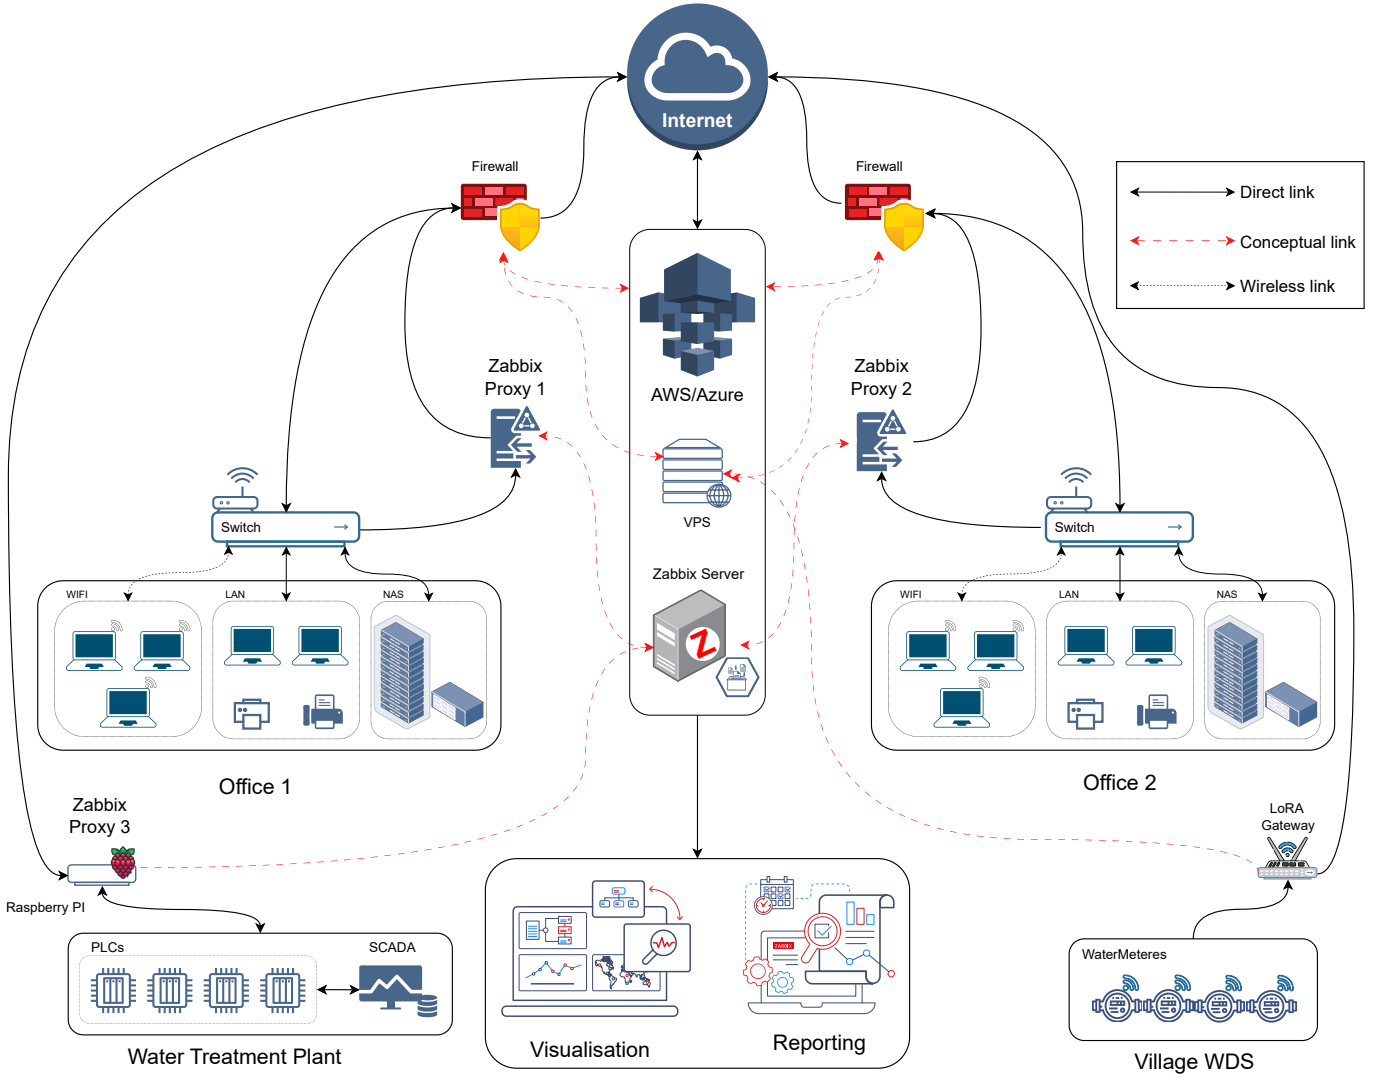 Internet
Firewall
Firewall
Direct link
Conceptual link
Wireless link
Zabbix
Proxy 1
AWS/Azure
Zabbix
Proxy 2
VPS
Switch
Switch
Zabbix Server
Z
WIFI
LAN
NAS
WIFI
LAN
NAS
Office 1
Office 2
Zabbix
Proxy 3
LoRA
Gateway
Raspberry PI
PLCs
SCADA
ZABBIX
WaterMeteres
Water Treatment Plant
Visualisation
Reporting
Village WDS